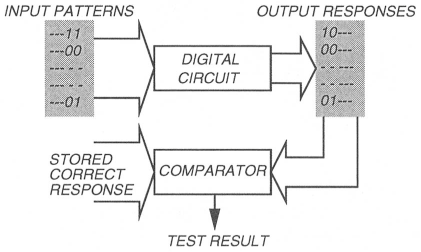 INPUT PATTERNS
OUTPUT RESPONSES
---11
---00
--- - -
--- - -
---01
DIGITAL
CIRCUIT
10---
00---
- - ---
- - ---
01---
STORED
CORRECT
RESPONSE
COMPARATOR
TEST RESULT